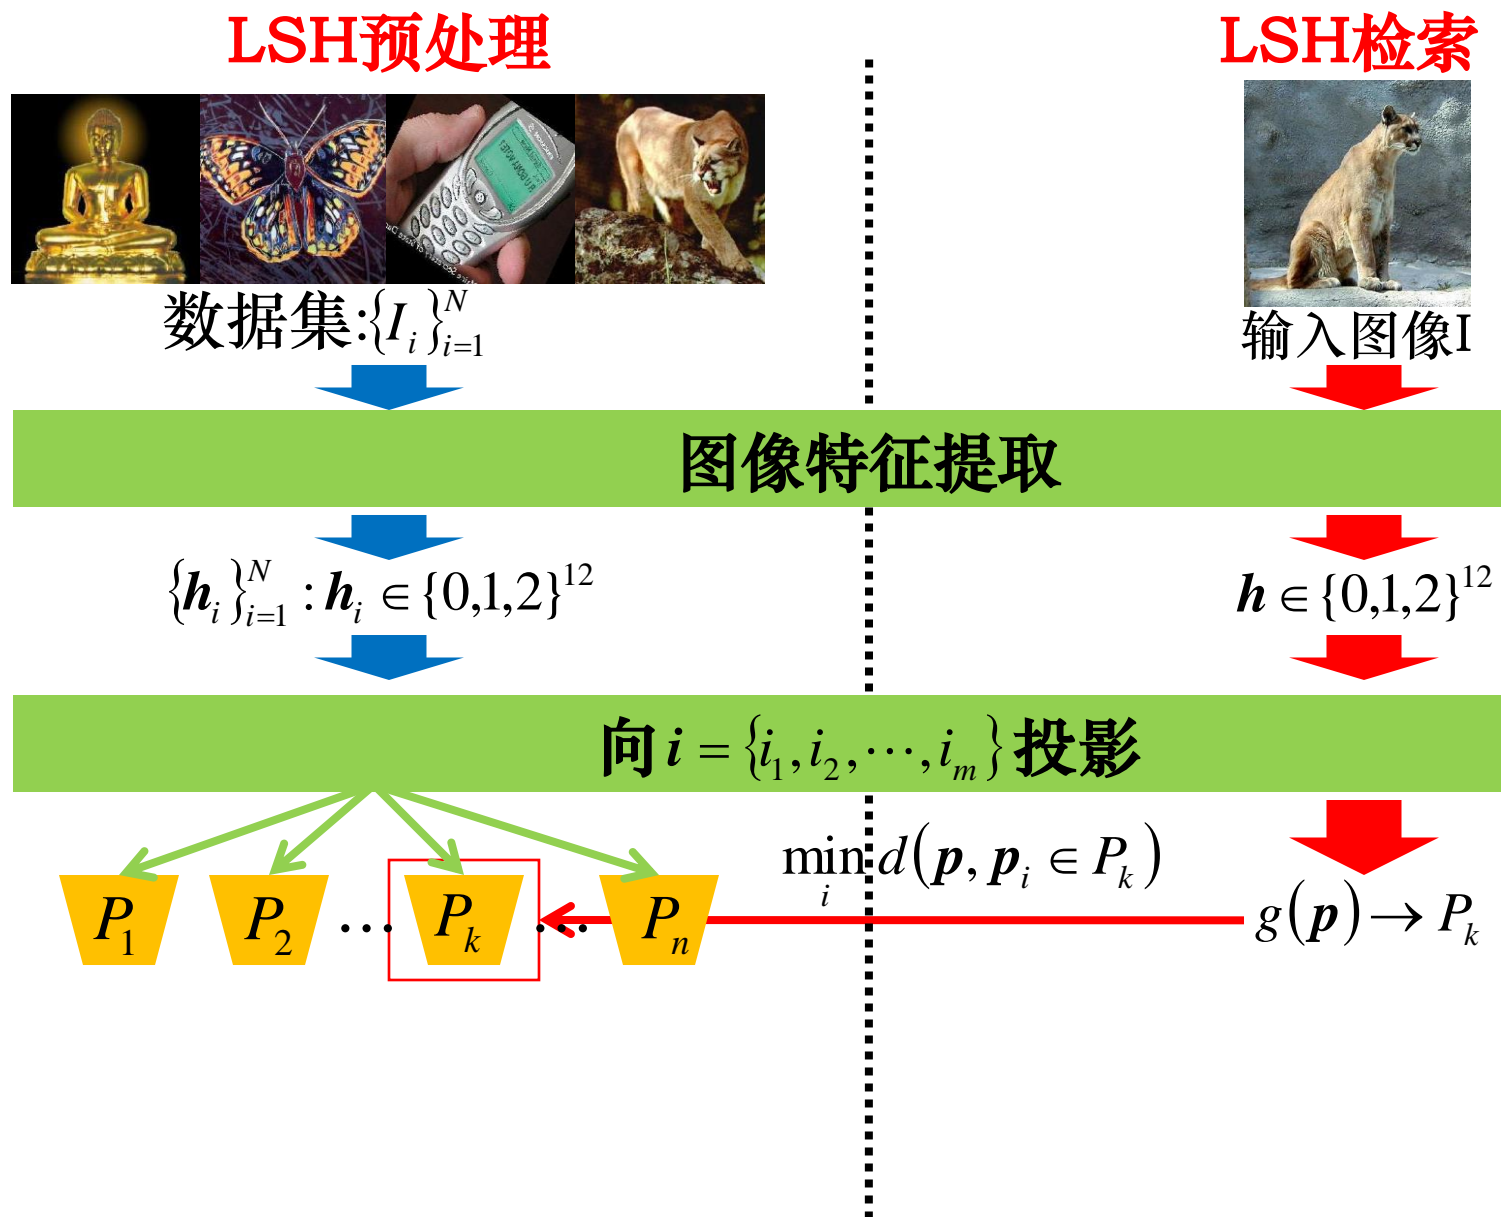 LSH预处理
LSH检索
数据集:{I_i}_{i=1}^N
输入图像I
图像特征提取
{h_i}_{i=1}^N : h_i ∈ {0,1,2}^12
h ∈ {0,1,2}^12
向 i = {i_1, i_2, ⋯, i_m} 投影
min_i d(p, p_i ∈ P_k)
P_1
P_2
…
P_k
…
P_n
g(p) → P_k